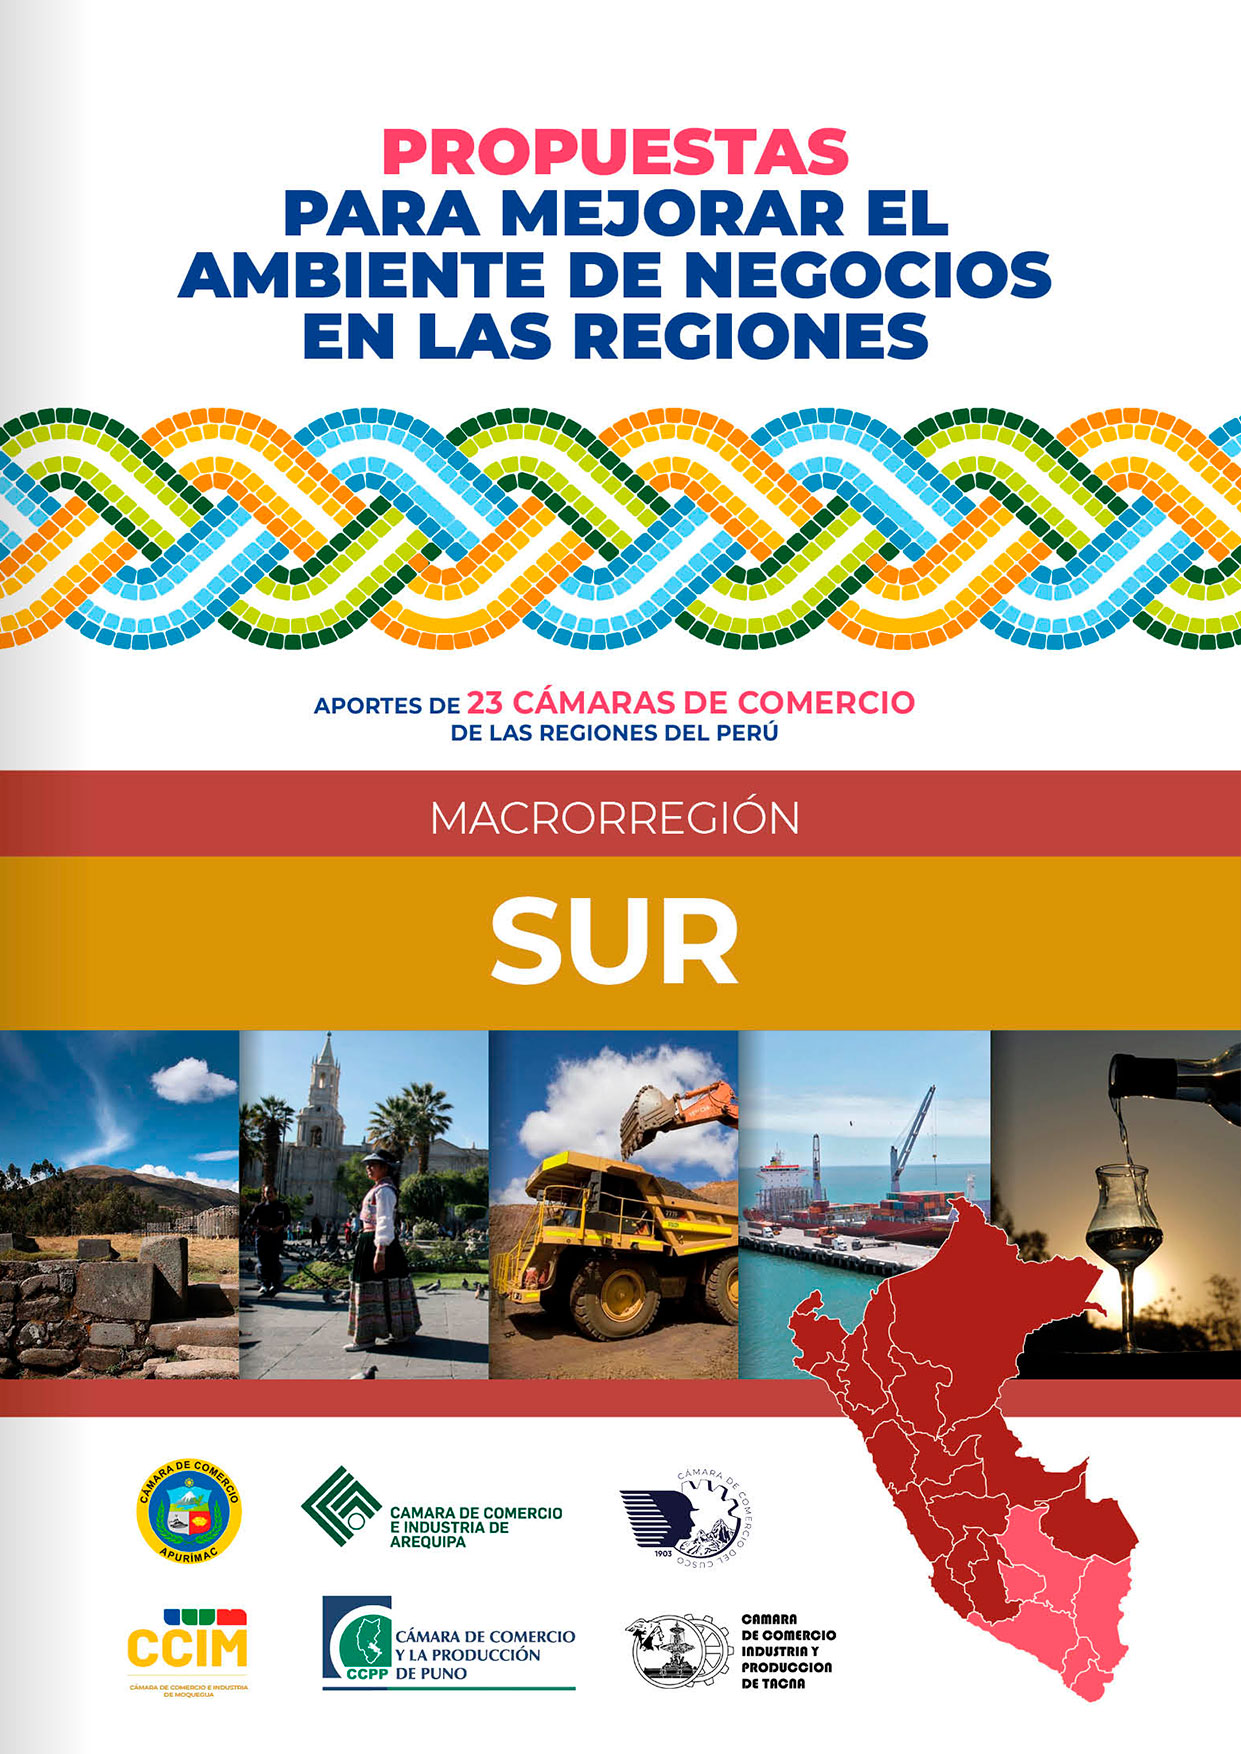 PROPUESTAS
PARA MEJORAR EL
AMBIENTE DE NEGOCIOS
EN LAS REGIONES
APORTES DE 23 CÁMARAS DE COMERCIO
DE LAS REGIONES DEL PERÚ
MACRORREGIÓN
SUR
CÁMARA DE COMERCIO
APURÍMAC
CAMARA DE COMERCIO
E INDUSTRIA DE
AREQUIPA
CÁMARA DE COMERCIO DEL CUSCO
1903
CCIM
CÁMARA DE COMERCIO E INDUSTRIA
DE MOQUEGUA
CCPP
CÁMARA DE COMERCIO
Y LA PRODUCCIÓN
DE PUNO
CAMARA
DE COMERCIO
INDUSTRIA Y
PRODUCCION
DE TACNA